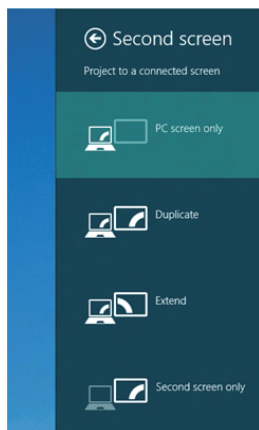 Second screen
Project to a connected screen
PC screen only
Duplicate
Extend
Second screen only